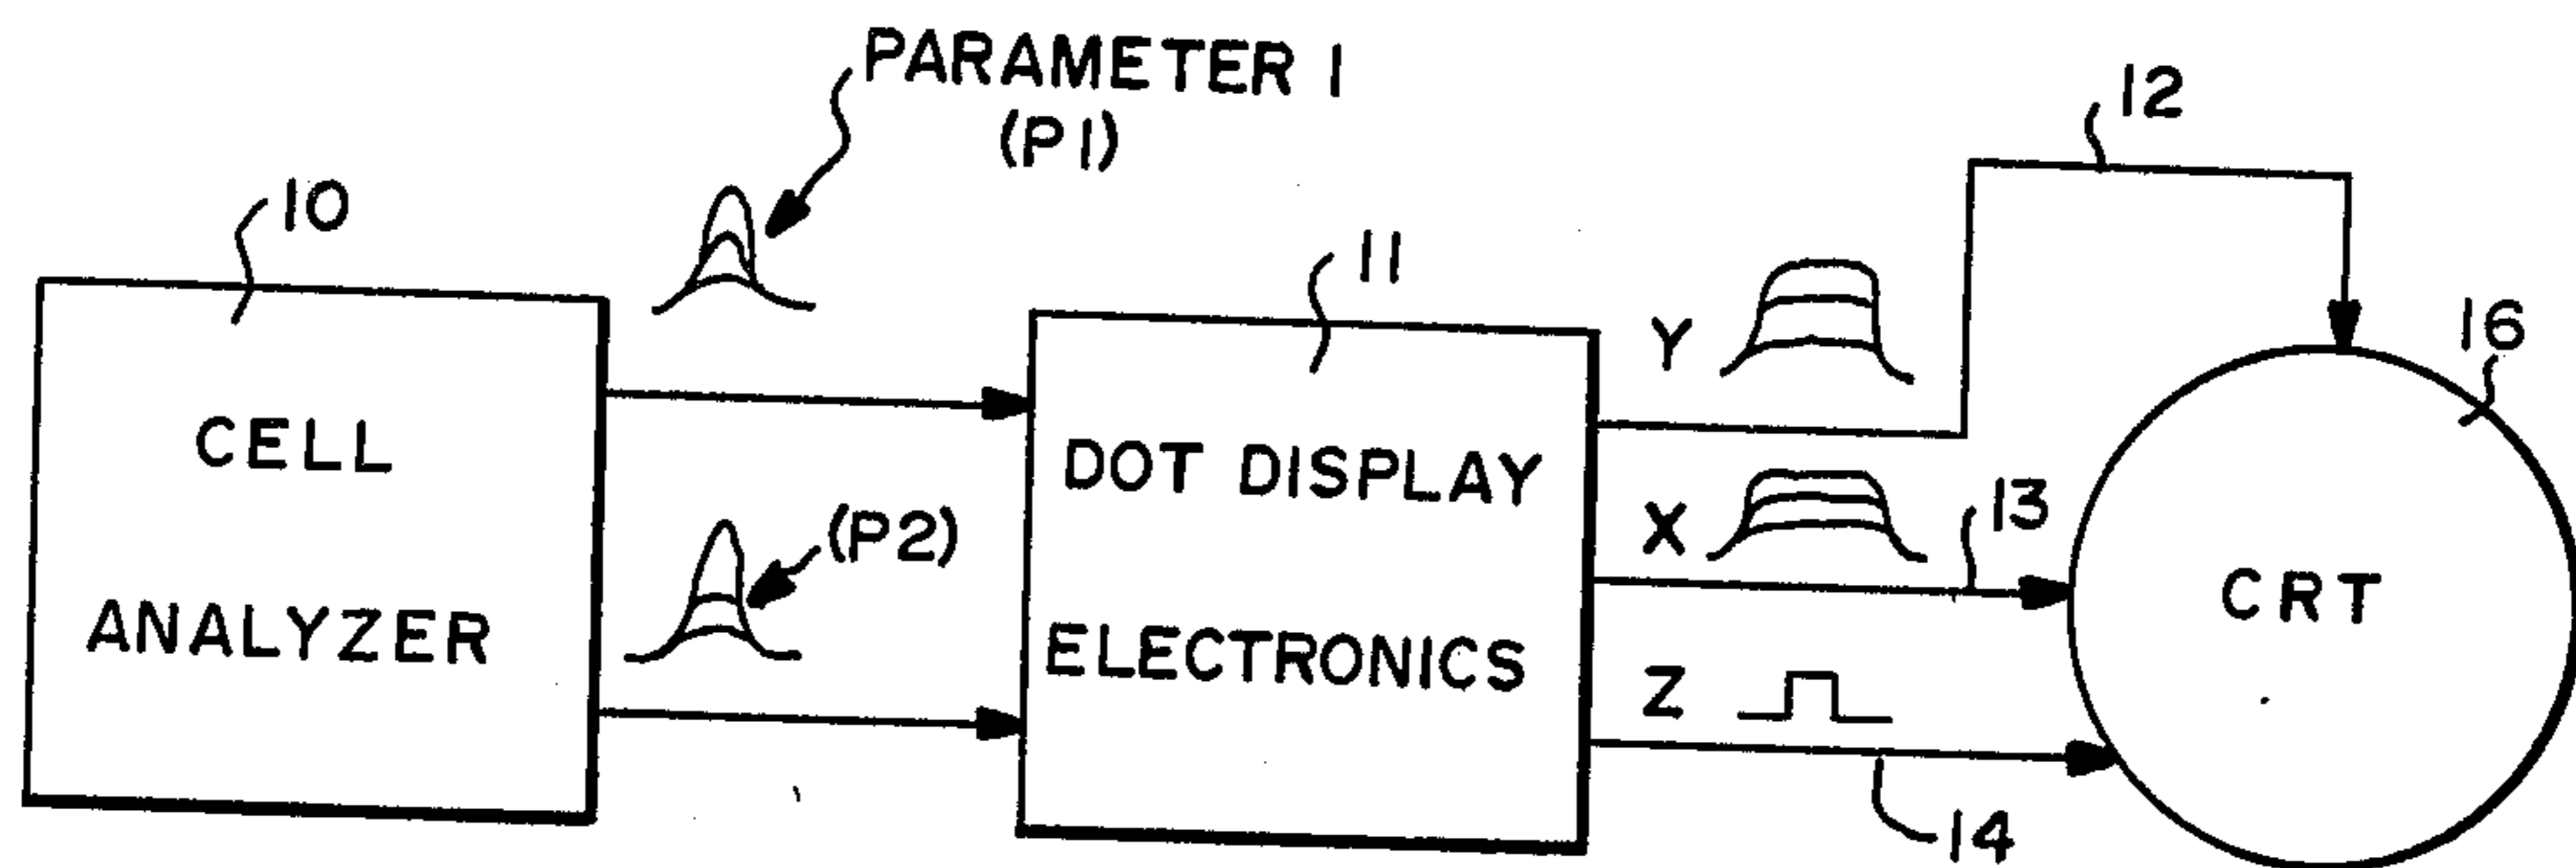 PARAMETER 1
(P1)
12
10
11
16
Y
CELL
ANALYZER
(P2)
DOT DISPLAY
ELECTRONICS
X
13
CRT
Z
14